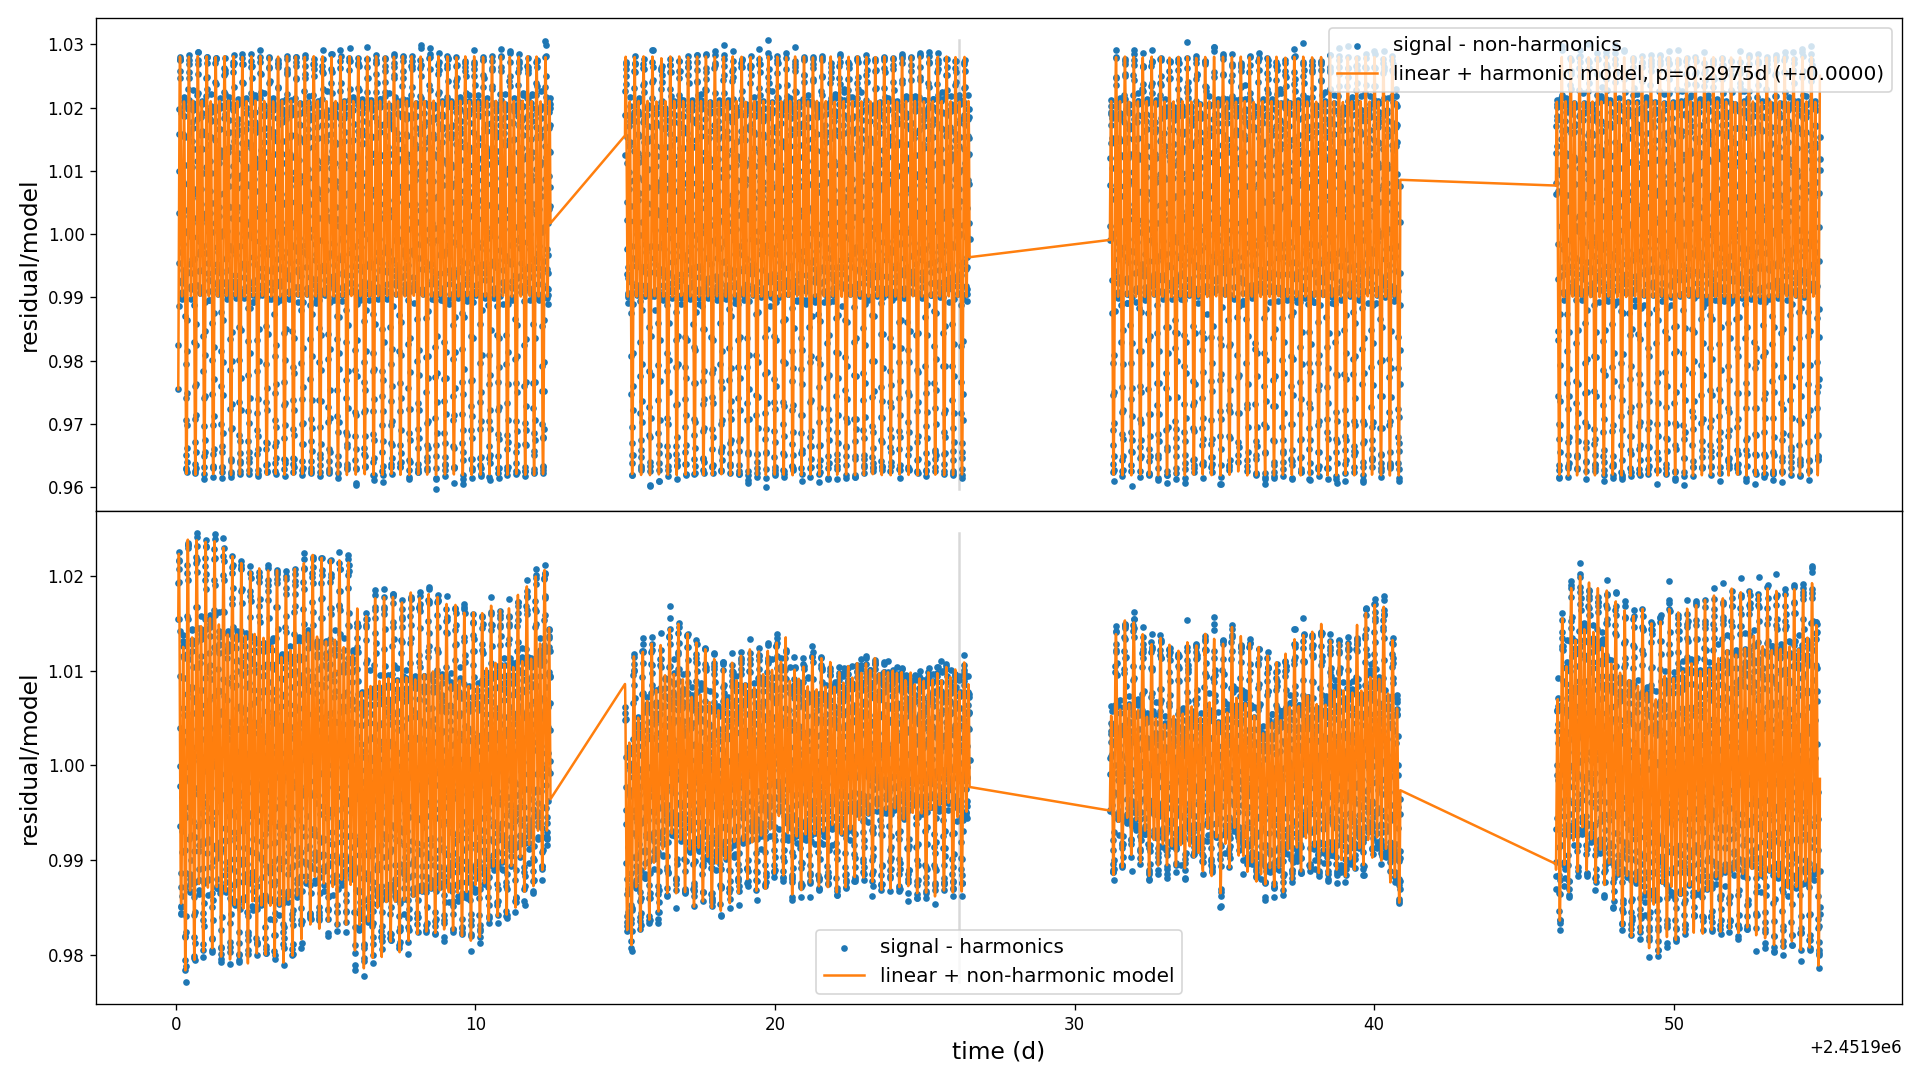 1.03
1.02
1.01
1.00
0.99
0.98
0.97
0.96
residual/model
signal - non-harmonics
linear + harmonic model, p=0.2975d (+-0.0000)
1.02
1.01
1.00
0.99
0.98
residual/model
signal - harmonics
linear + non-harmonic model
0 10 20 30 40 50
time (d)
+2.4519e6